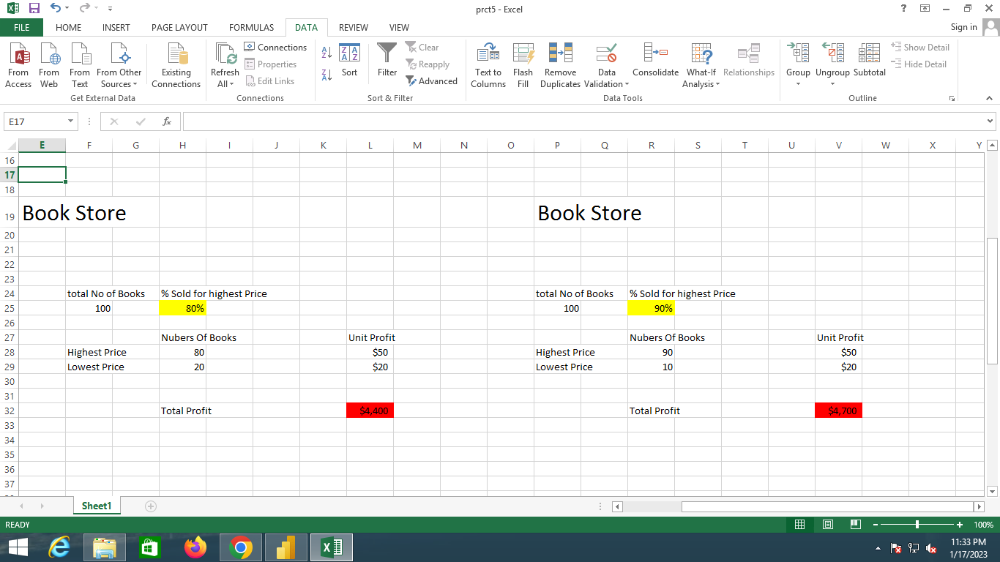 prct5 - Excel
FILE HOME INSERT PAGE LAYOUT FORMULAS DATA REVIEW VIEW Sign in
From Access
From Web
From Text
From Other Sources
Existing Connections
Get External Data
Refresh All
Connections
Properties
Edit Links
Connections
Sort
Filter
Clear
Reapply
Advanced
Sort & Filter
Text to Columns
Flash Fill
Remove Duplicates
Data Validation
Consolidate
What-If Analysis
Relationships
Data Tools
Group
Ungroup
Subtotal
Show Detail
Hide Detail
Outline
E17 fx
E F G H I J K L M N O P Q R S T U V W X Y
16
17
18
19 Book Store Book Store
20
21
22
23
24 total No of Books % Sold for highest Price total No of Books % Sold for highest Price
25 100 80% 100 90%
26
27 Nubers Of Books Unit Profit Nubers Of Books Unit Profit
28 Highest Price 80 $50 Highest Price 90 $50
29 Lowest Price 20 $20 Lowest Price 10 $20
30
31
32 Total Profit $4,400 Total Profit $4,700
33
34
35
36
37
Sheet1
READY 100%
11:33 PM
1/17/2023